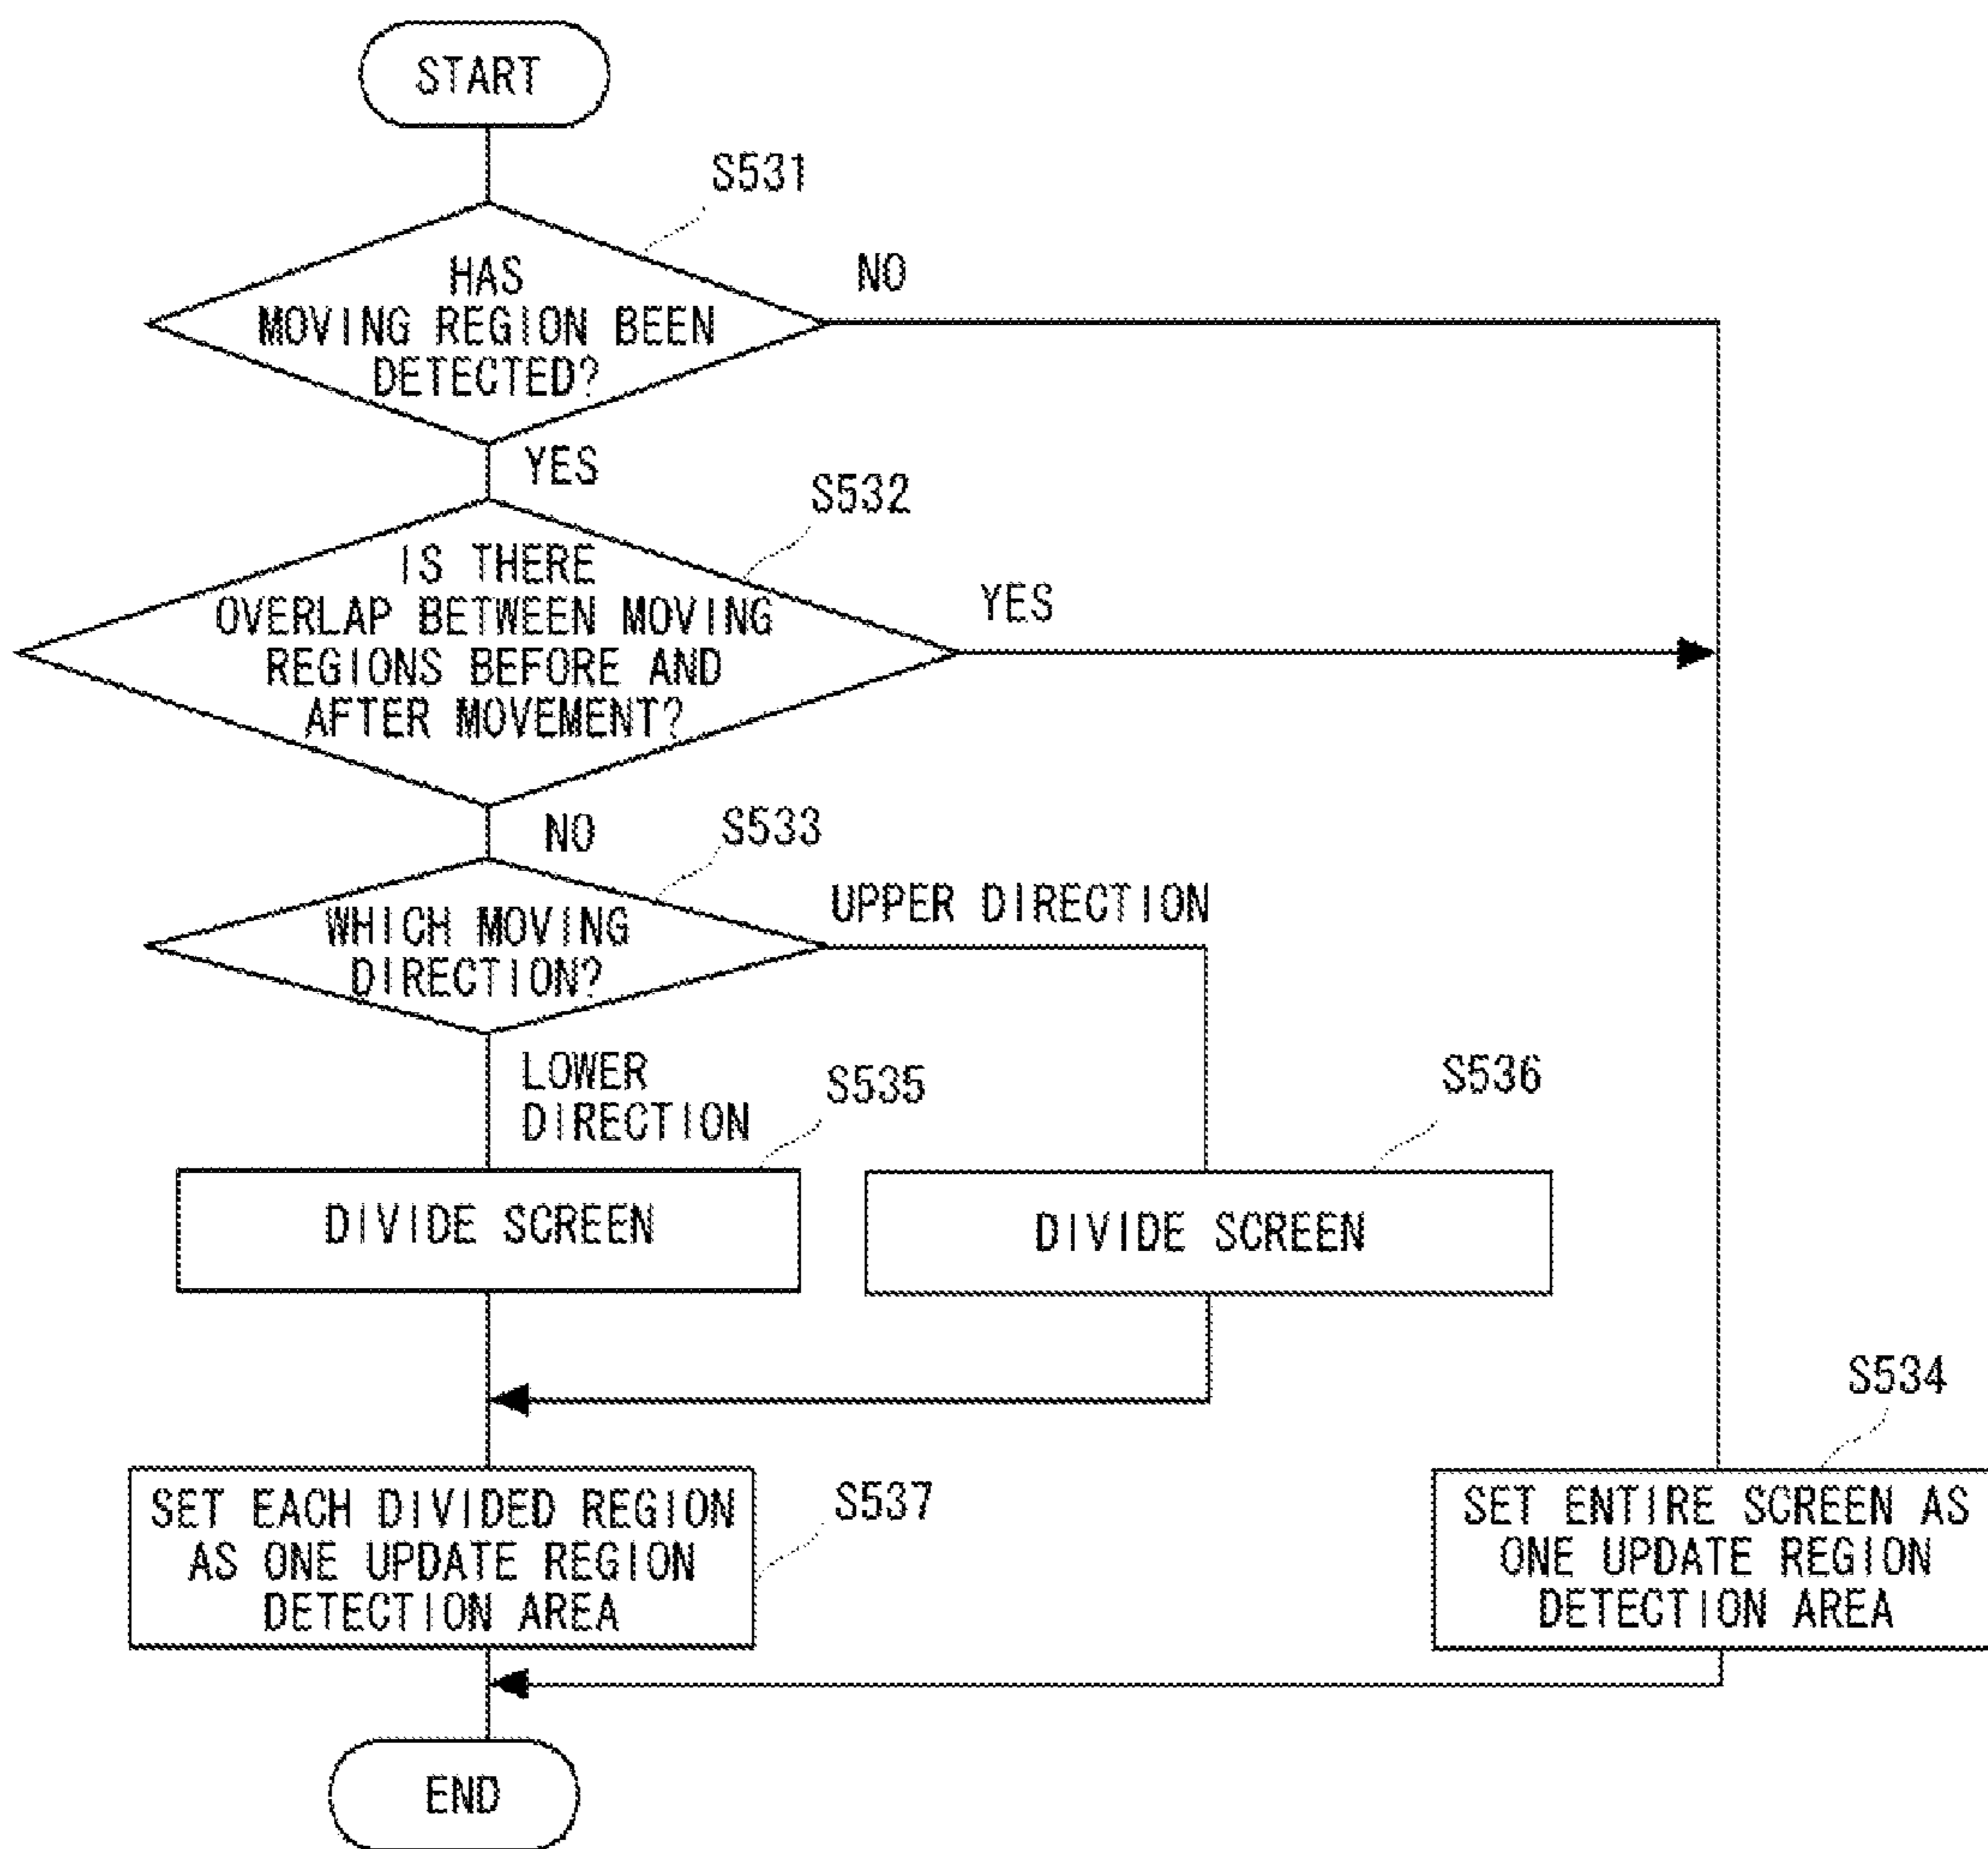 START
S531
HAS
MOVING REGION BEEN
DETECTED?
NO
YES
S532
IS THERE
OVERLAP BETWEEN MOVING
REGIONS BEFORE AND
AFTER MOVEMENT?
YES
NO
S533
WHICH MOVING
DIRECTION?
UPPER DIRECTION
LOWER
DIRECTION
S535
DIVIDE SCREEN
S536
DIVIDE SCREEN
S534
SET EACH DIVIDED REGION
AS ONE UPDATE REGION
DETECTION AREA
S537
SET ENTIRE SCREEN AS
ONE UPDATE REGION
DETECTION AREA
END